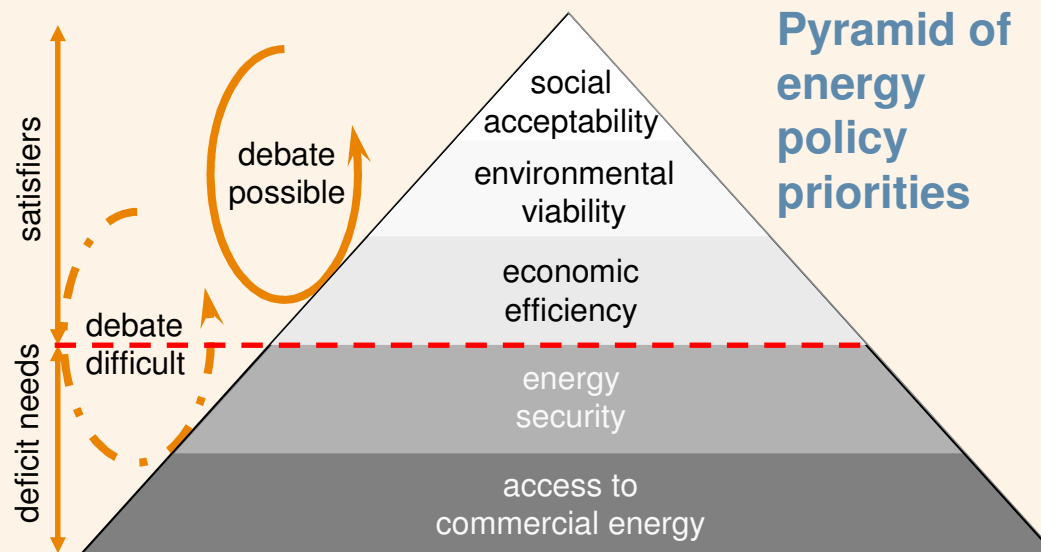 Pyramid of
energy
policy
priorities
social
acceptability
environmental
viability
economic
efficiency
energy
security
access to
commercial energy
debate
possible
debate
difficult
satisfiers
deficit needs